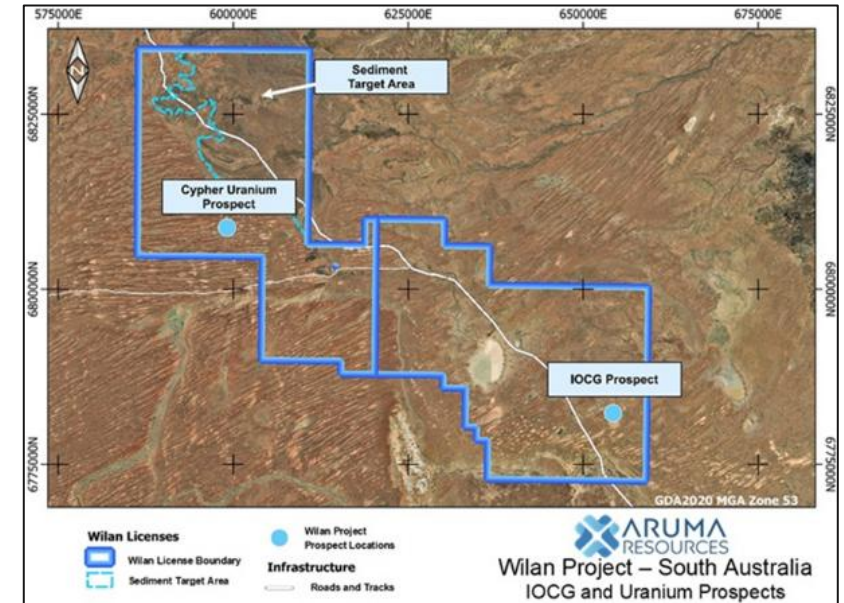 575000E 600000E 625000E 650000E 675000E
N
Sediment
Target Area
6825000N 6825000N
Cypher Uranium
Prospect
6800000N 6800000N
IOCG Prospect
6775000N 6775000N
GDA2020 MGA Zone 53
Wilan Licenses
Wilan License Boundary
Sediment Target Area
Wilan Project
Prospect Locations
Infrastructure
Roads and Tracks
ARUMA
RESOURCES
Wilan Project – South Australia
IOCG and Uranium Prospects